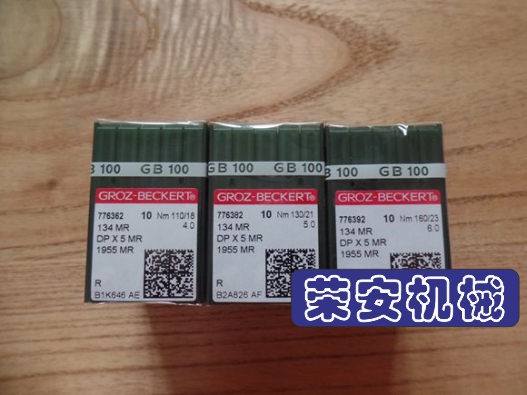 GB 100 GB 100
GROZ-BECKERT®
776362 10 Nm 110/18
4.0
134 MR
DP X 5 MR
1955 MR
R
B1K646 AE
GB 100 GB 100
GROZ-BECKERT®
776382 10 Nm 130/21
5.0
134 MR
DP X 5 MR
1955 MR
R
B2A826 AF
GB 100 GB 100
GROZ-BECKERT®
776392 10 Nm 160/23
6.0
134 MR
DP X 5 MR
1955 MR
荣安机械